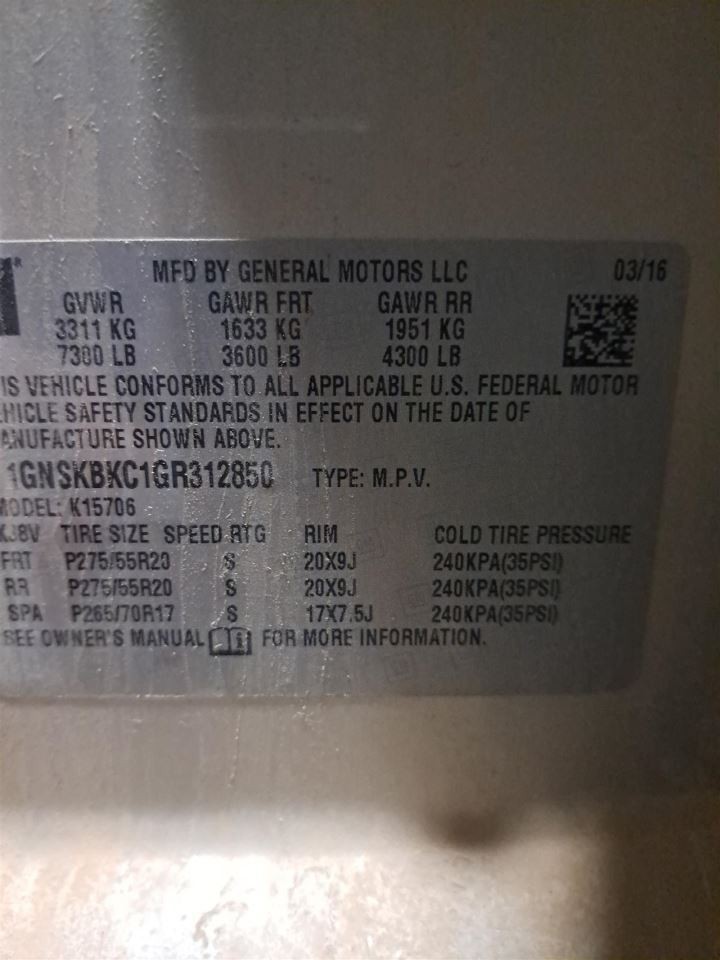 MFD BY GENERAL MOTORS LLC 03/16
GVWR GAWR FRT GAWR RR
3311 KG 1633 KG 1951 KG
7300 LB 3600 LB 4300 LB
IS VEHICLE CONFORMS TO ALL APPLICABLE U.S. FEDERAL MOTOR
HICLE SAFETY STANDARDS IN EFFECT ON THE DATE OF
ANUFACTURE SHOWN ABOVE.
1GNSKBKC1GR312850 TYPE: M.P.V.
MODEL: K15706
KJ8V TIRE SIZE SPEED RTG RIM COLD TIRE PRESSURE
FRT P275/55R20 S 20X9J 240KPA(35PSI)
RR P275/55R20 S 20X9J 240KPA(35PSI)
SPA P265/70R17 S 17X7.5J 240KPA(35PSI)
SEE OWNER'S MANUAL FOR MORE INFORMATION.